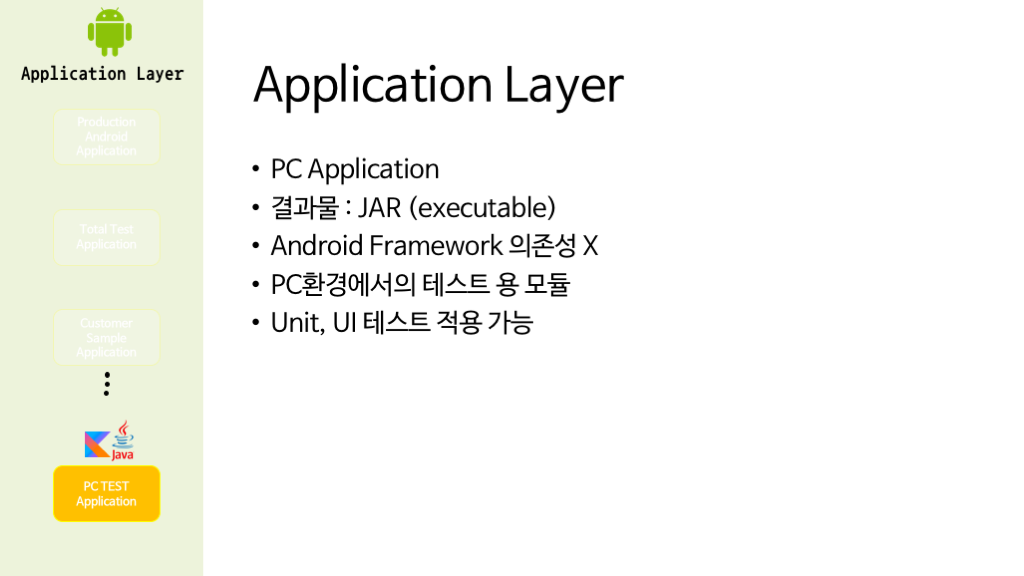 Application Layer
Production
Android
Application
Total Test
Application
Customer
Sample
Application
Java
PC TEST
Application
Application Layer
• PC Application
• 결과물 : JAR (executable)
• Android Framework 의존성 X
• PC환경에서의 테스트 용 모듈
• Unit, UI 테스트 적용 가능